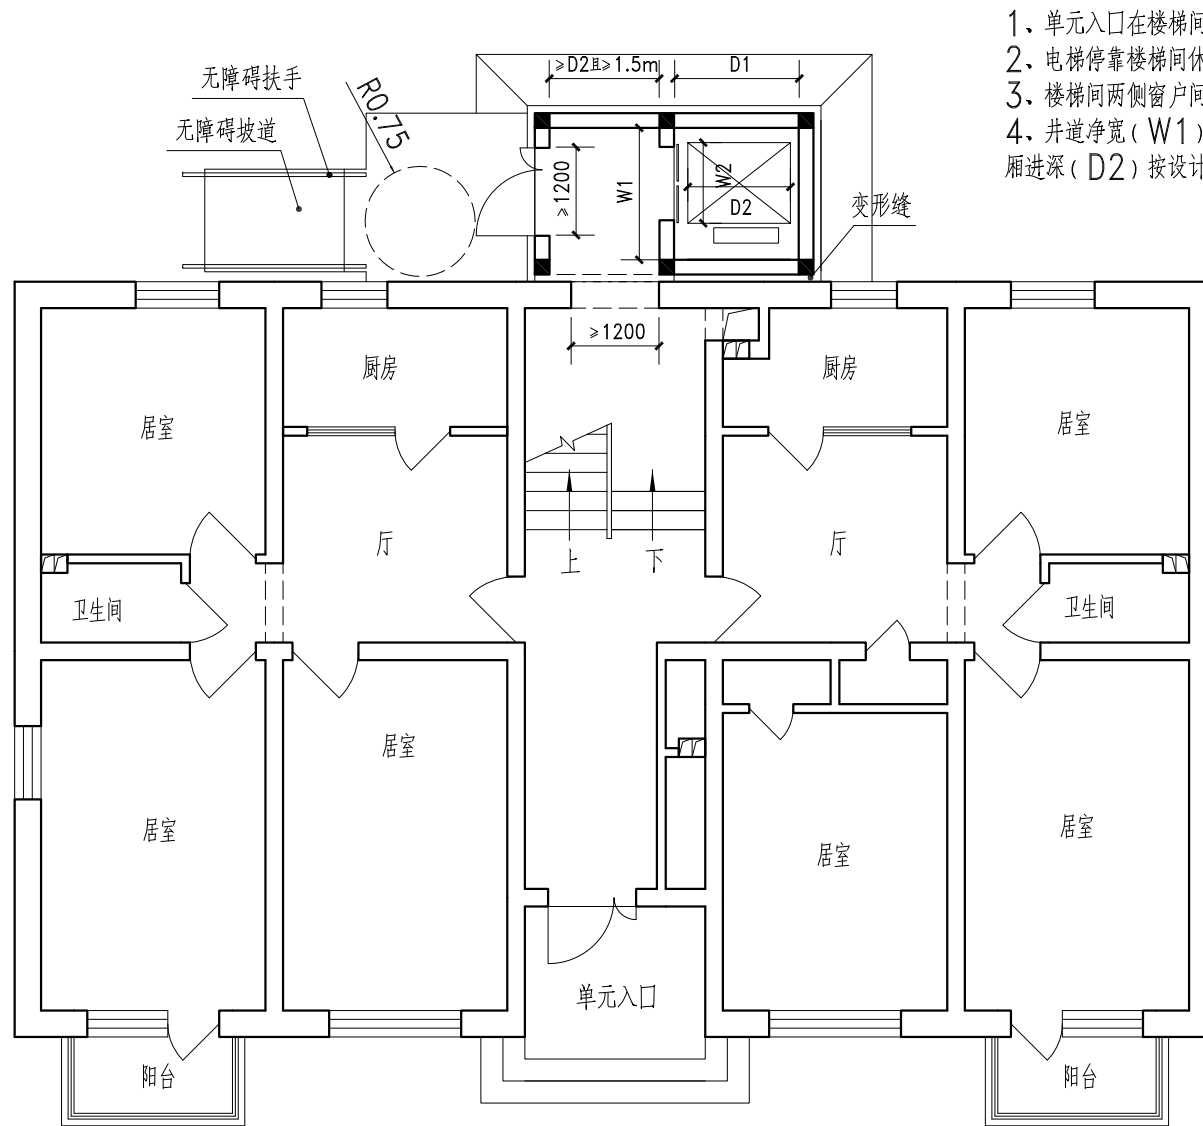 1、单元入口在楼梯间
2、电梯停靠楼梯间休
3、楼梯间两侧窗户间
4、井道净宽(W1)
厢进深(D2)按设计
≥D2且≥1.5m
D1
无障碍扶手
R0.75
无障碍坡道
≥1200
W1
W2
D2
变形缝
≥1200
厨房
厨房
居室
居室
厅
厅
上
下
卫生间
卫生间
居室
居室
居室
居室
单元入口
阳台
阳台